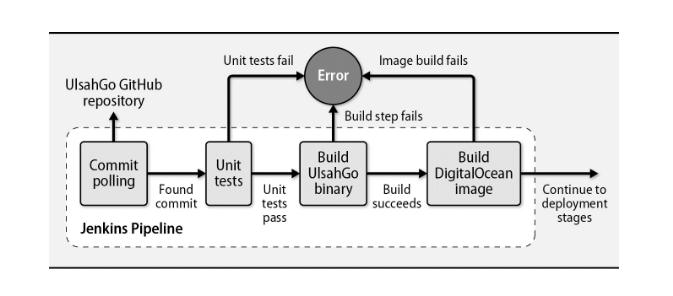 Unit tests fail
Error
Image build fails
UlsahGo GitHub
repository
Build step fails
Commit
polling
Found
commit
Unit
tests
Unit
tests
pass
Build
UlsahGo
binary
Build
succeeds
Build
DigitalOcean
image
Continue to
deployment
stages
Jenkins Pipeline